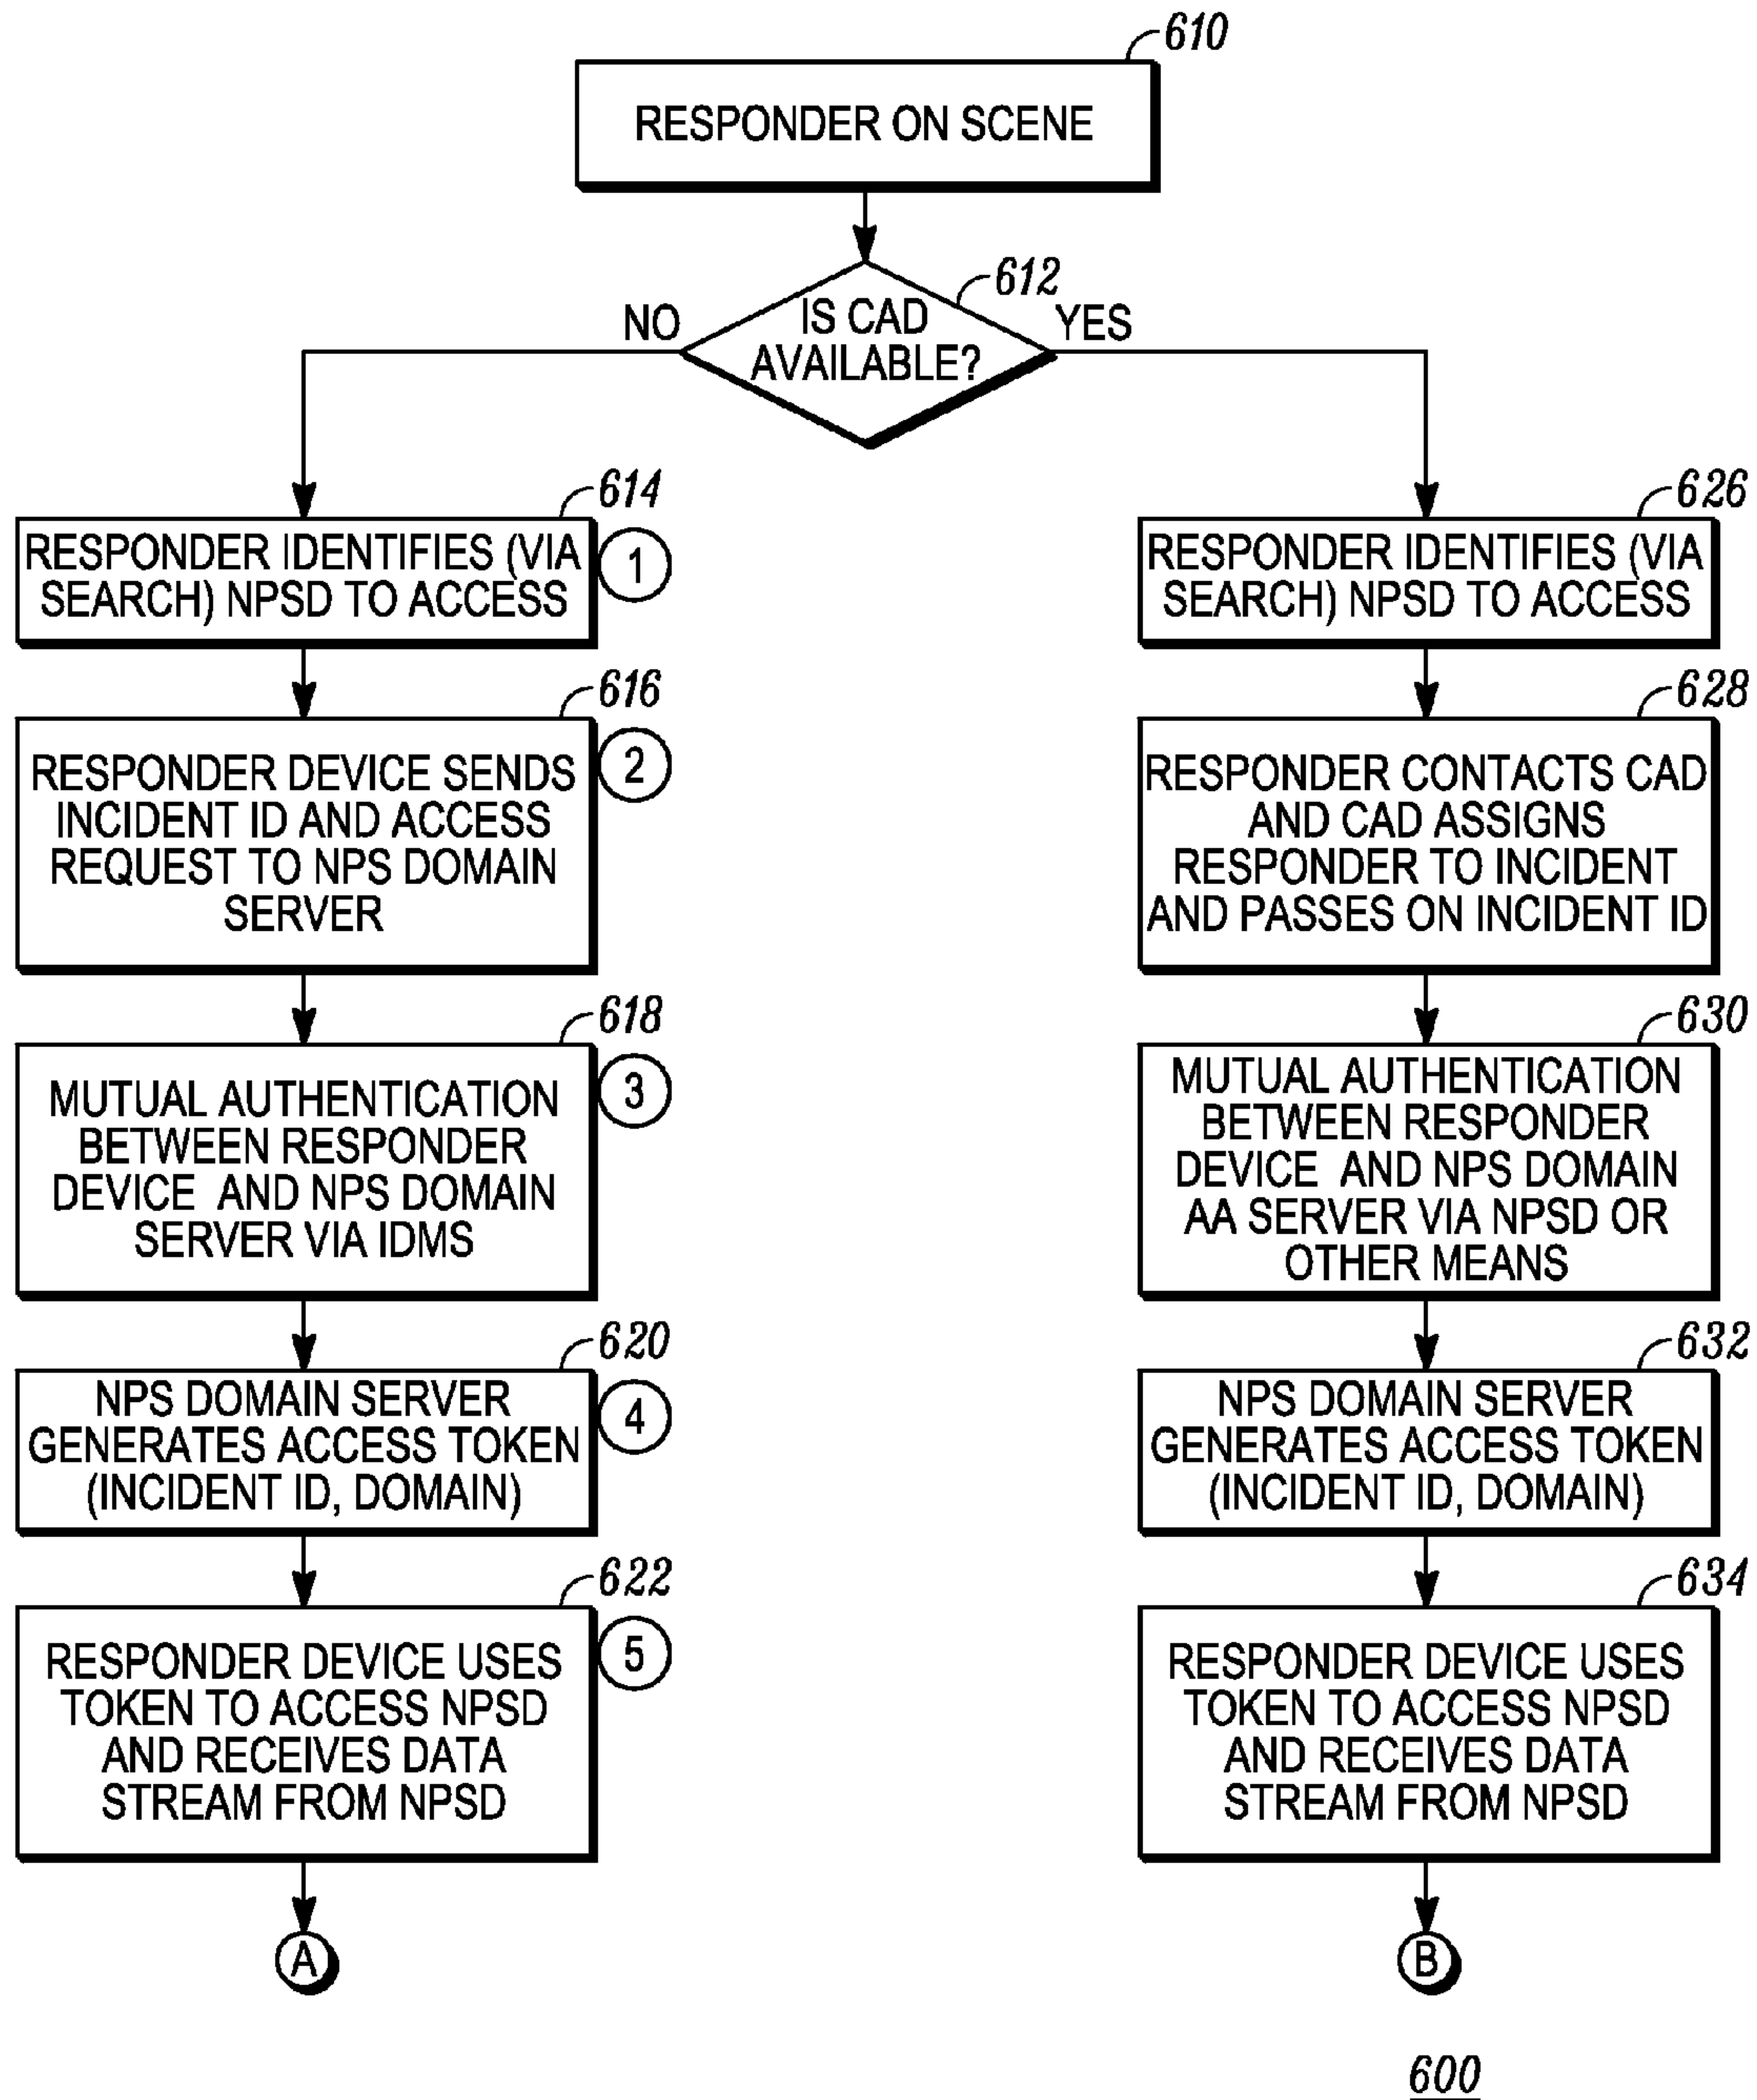 610
RESPONDER ON SCENE
612
IS CAD
AVAILABLE?
NO
YES
614
RESPONDER IDENTIFIES (VIA
SEARCH) NPSD TO ACCESS
1
616
RESPONDER DEVICE SENDS
INCIDENT ID AND ACCESS
REQUEST TO NPS DOMAIN
SERVER
2
618
MUTUAL AUTHENTICATION
BETWEEN RESPONDER
DEVICE AND NPS DOMAIN
SERVER VIA IDMS
3
620
NPS DOMAIN SERVER
GENERATES ACCESS TOKEN
(INCIDENT ID, DOMAIN)
4
622
RESPONDER DEVICE USES
TOKEN TO ACCESS NPSD
AND RECEIVES DATA
STREAM FROM NPSD
5
A
626
RESPONDER IDENTIFIES (VIA
SEARCH) NPSD TO ACCESS
628
RESPONDER CONTACTS CAD
AND CAD ASSIGNS
RESPONDER TO INCIDENT
AND PASSES ON INCIDENT ID
630
MUTUAL AUTHENTICATION
BETWEEN RESPONDER
DEVICE AND NPS DOMAIN
AA SERVER VIA NPSD OR
OTHER MEANS
632
NPS DOMAIN SERVER
GENERATES ACCESS TOKEN
(INCIDENT ID, DOMAIN)
634
RESPONDER DEVICE USES
TOKEN TO ACCESS NPSD
AND RECEIVES DATA
STREAM FROM NPSD
B
600